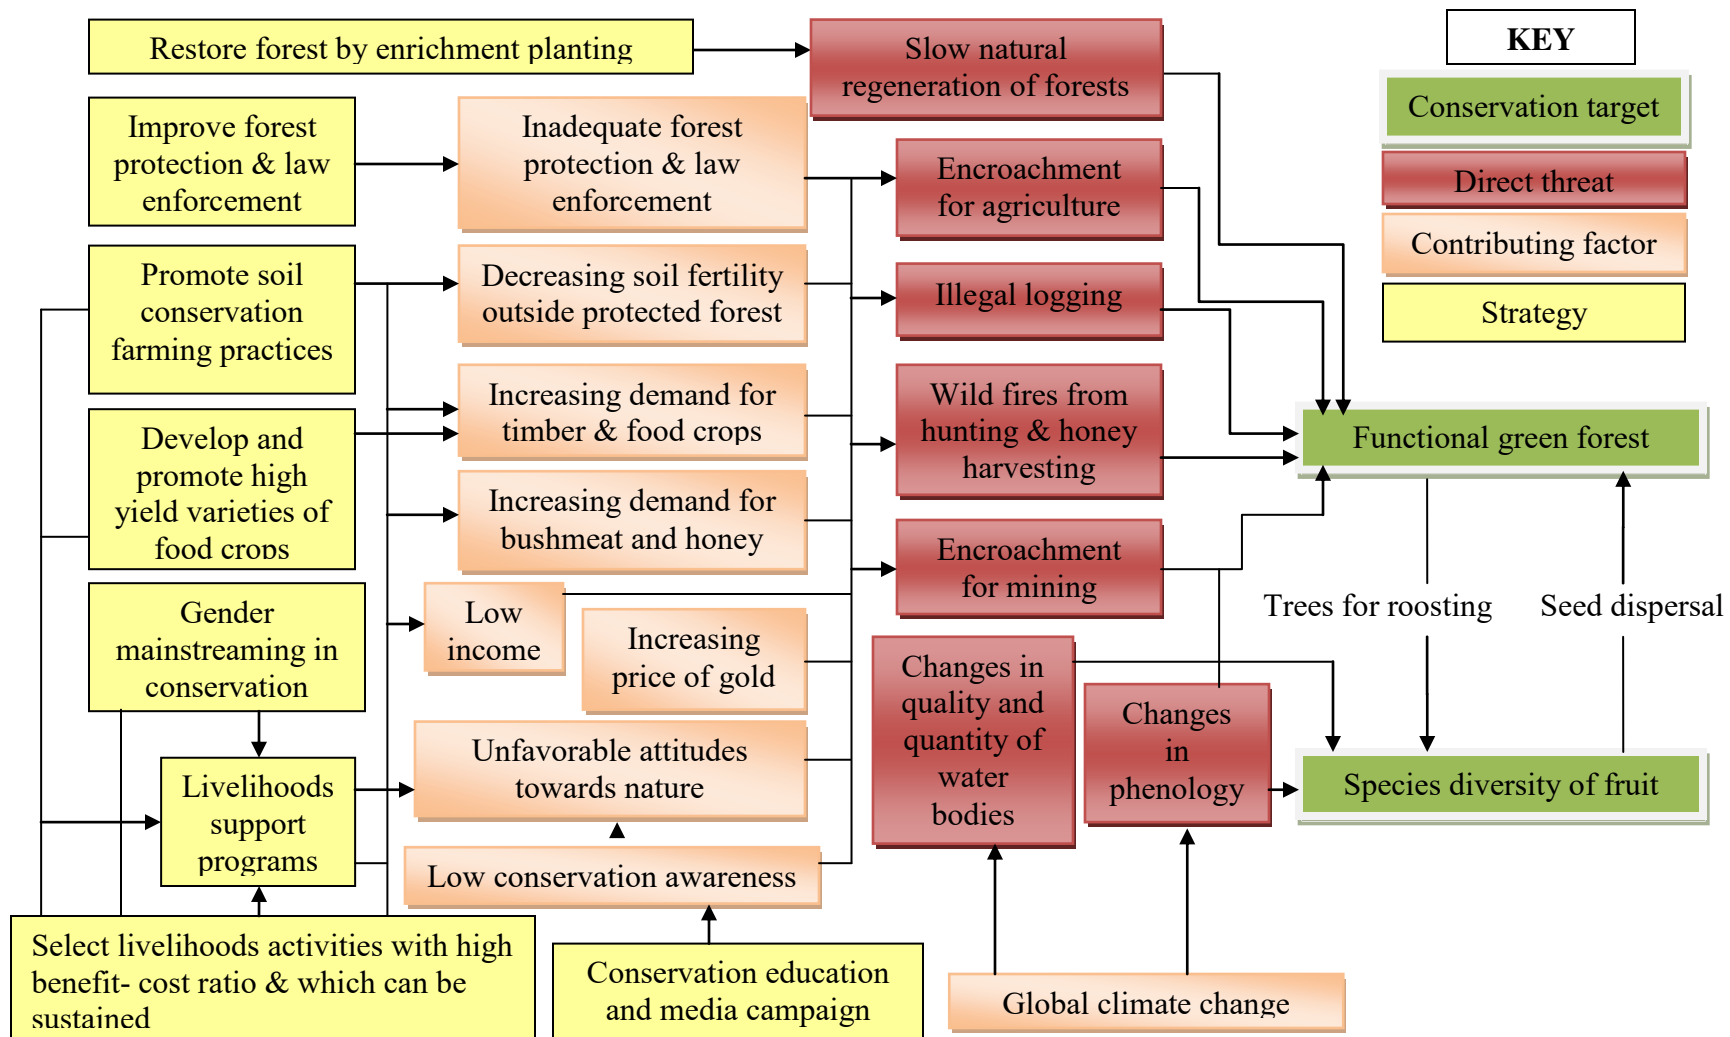 Restore forest by enrichment planting
Slow natural
regeneration of forests
KEY
Conservation target
Direct threat
Contributing factor
Strategy
Improve forest
protection & law
enforcement
Inadequate forest
protection & law
enforcement
Encroachment
for agriculture
Promote soil
conservation
farming practices
Decreasing soil fertility
outside protected forest
Illegal logging
Develop and
promote high
yield varieties of
food crops
Increasing demand for
timber & food crops
Wild fires from
hunting & honey
harvesting
Functional green forest
Increasing demand for
bushmeat and honey
Encroachment
for mining
Trees for roosting
Seed dispersal
Gender
mainstreaming in
conservation
Low
income
Increasing
price of gold
Changes in
quality and
quantity of
water
bodies
Changes
in
phenology
Livelihoods
support
programs
Unfavorable attitudes
towards nature
Species diversity of fruit
Low conservation awareness
Select livelihoods activities with high
benefit- cost ratio & which can be
sustained
Conservation education
and media campaign
Global climate change